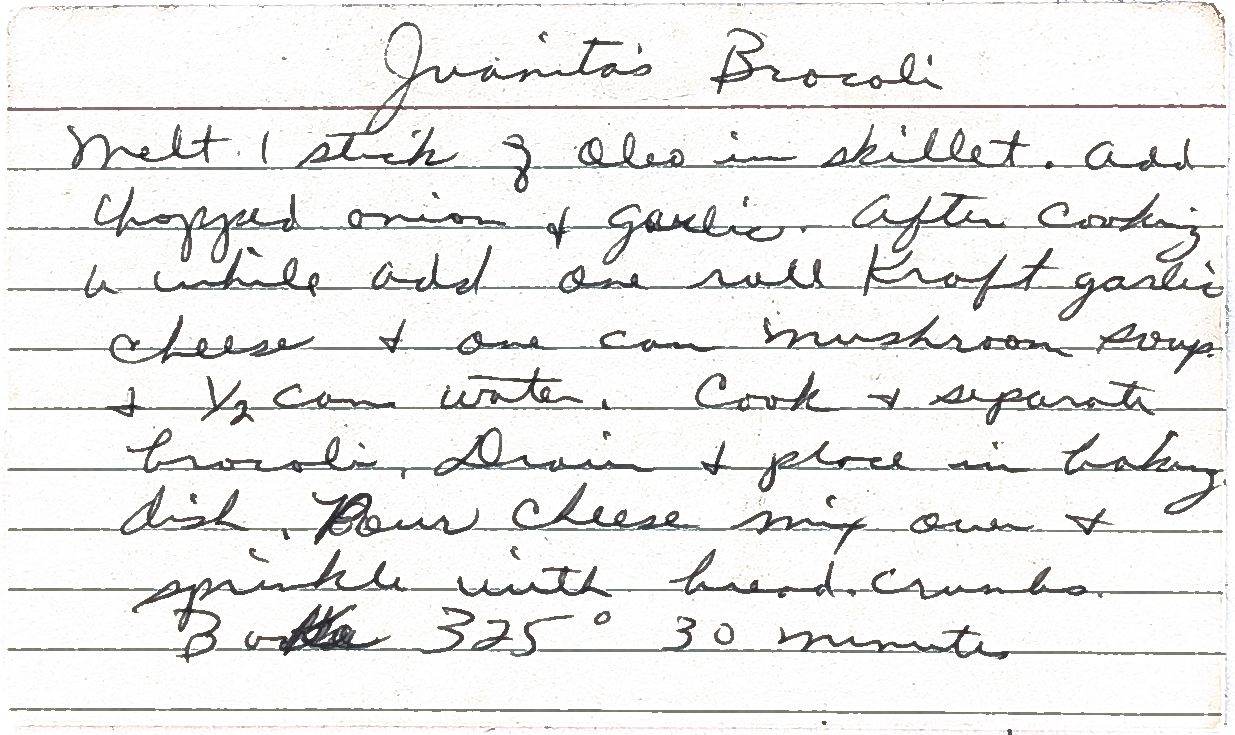 Juanita's Brocoli
Melt 1 stick of Oleo in skillet. Add
chopped onion & garlic. After cooking
a while add one roll Kraft garlic
cheese & one can mushroom soup
& 1/2 can water. Cook & separate
brocoli. Drain & place in baking
dish. Pour cheese mix over &
sprinkle with bread crumbs.
Bake 325° 30 minutes